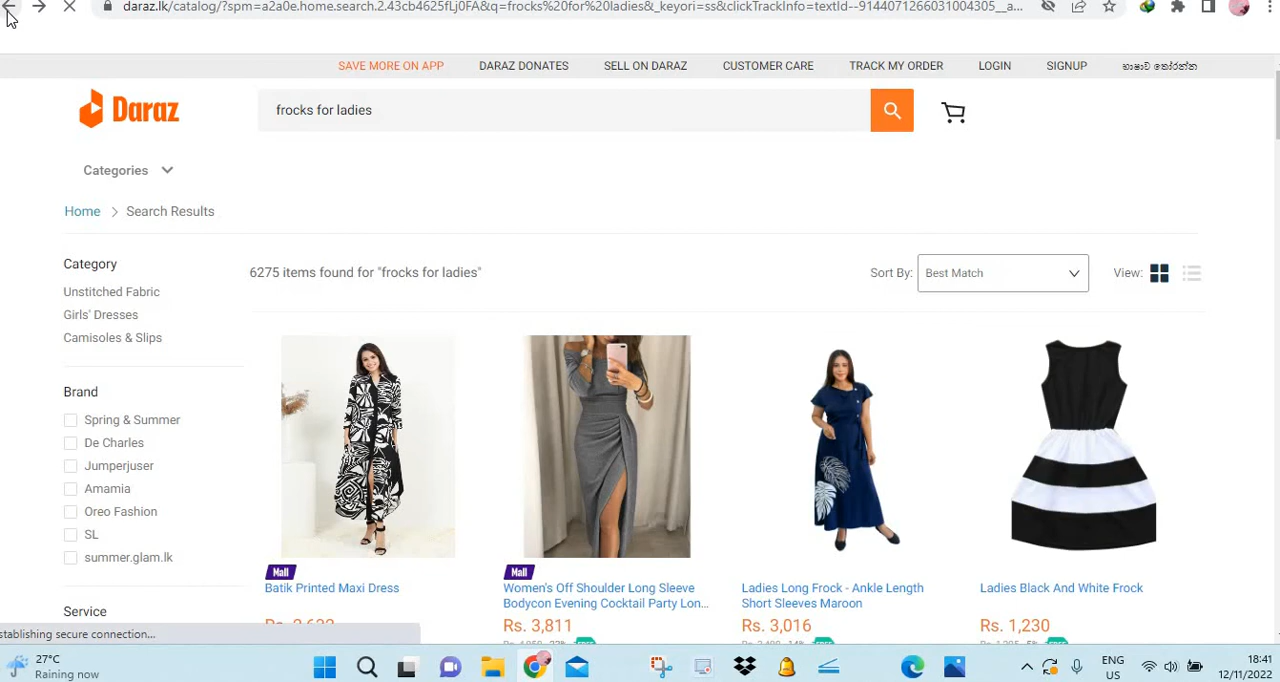 daraz.lk/catalog/?spm=a2a0e.home.search.2.43cb4625fLj0FA&q=frocks%20for%20ladies&_keyori=ss&clickTrackInfo=textId--9144071266031004305__a...
SAVE MORE ON APP DARAZ DONATES SELL ON DARAZ CUSTOMER CARE TRACK MY ORDER LOGIN SIGNUP භාෂාව තෝරන්න
Daraz
frocks for ladies
Categories
Home Search Results
Category
Unstitched Fabric
Girls' Dresses
Camisoles & Slips
Brand
Spring & Summer
De Charles
Jumperjuser
Amamia
Oreo Fashion
SL
summer.glam.lk
Service
6275 items found for "frocks for ladies"
Sort By: Best Match View:
Mall
Batik Printed Maxi Dress
Mall
Women's Off Shoulder Long Sleeve
Bodycon Evening Cocktail Party Lon...
Rs. 3,811
Ladies Long Frock - Ankle Length
Short Sleeves Maroon
Rs. 3,016
Ladies Black And White Frock
Rs. 1,230
stablishing secure connection...
27°C
Raining now
ENG
US
18:41
12/11/2022